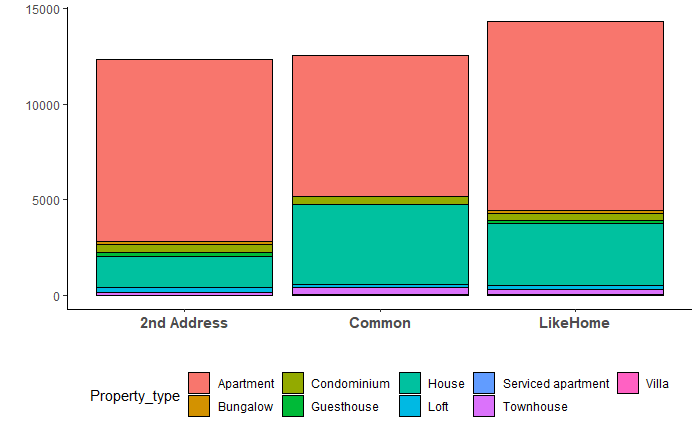 15000
10000
5000
0
2nd Address Common LikeHome
Property_type
Apartment Condominium House Serviced apartment Villa
Bungalow Guesthouse Loft Townhouse